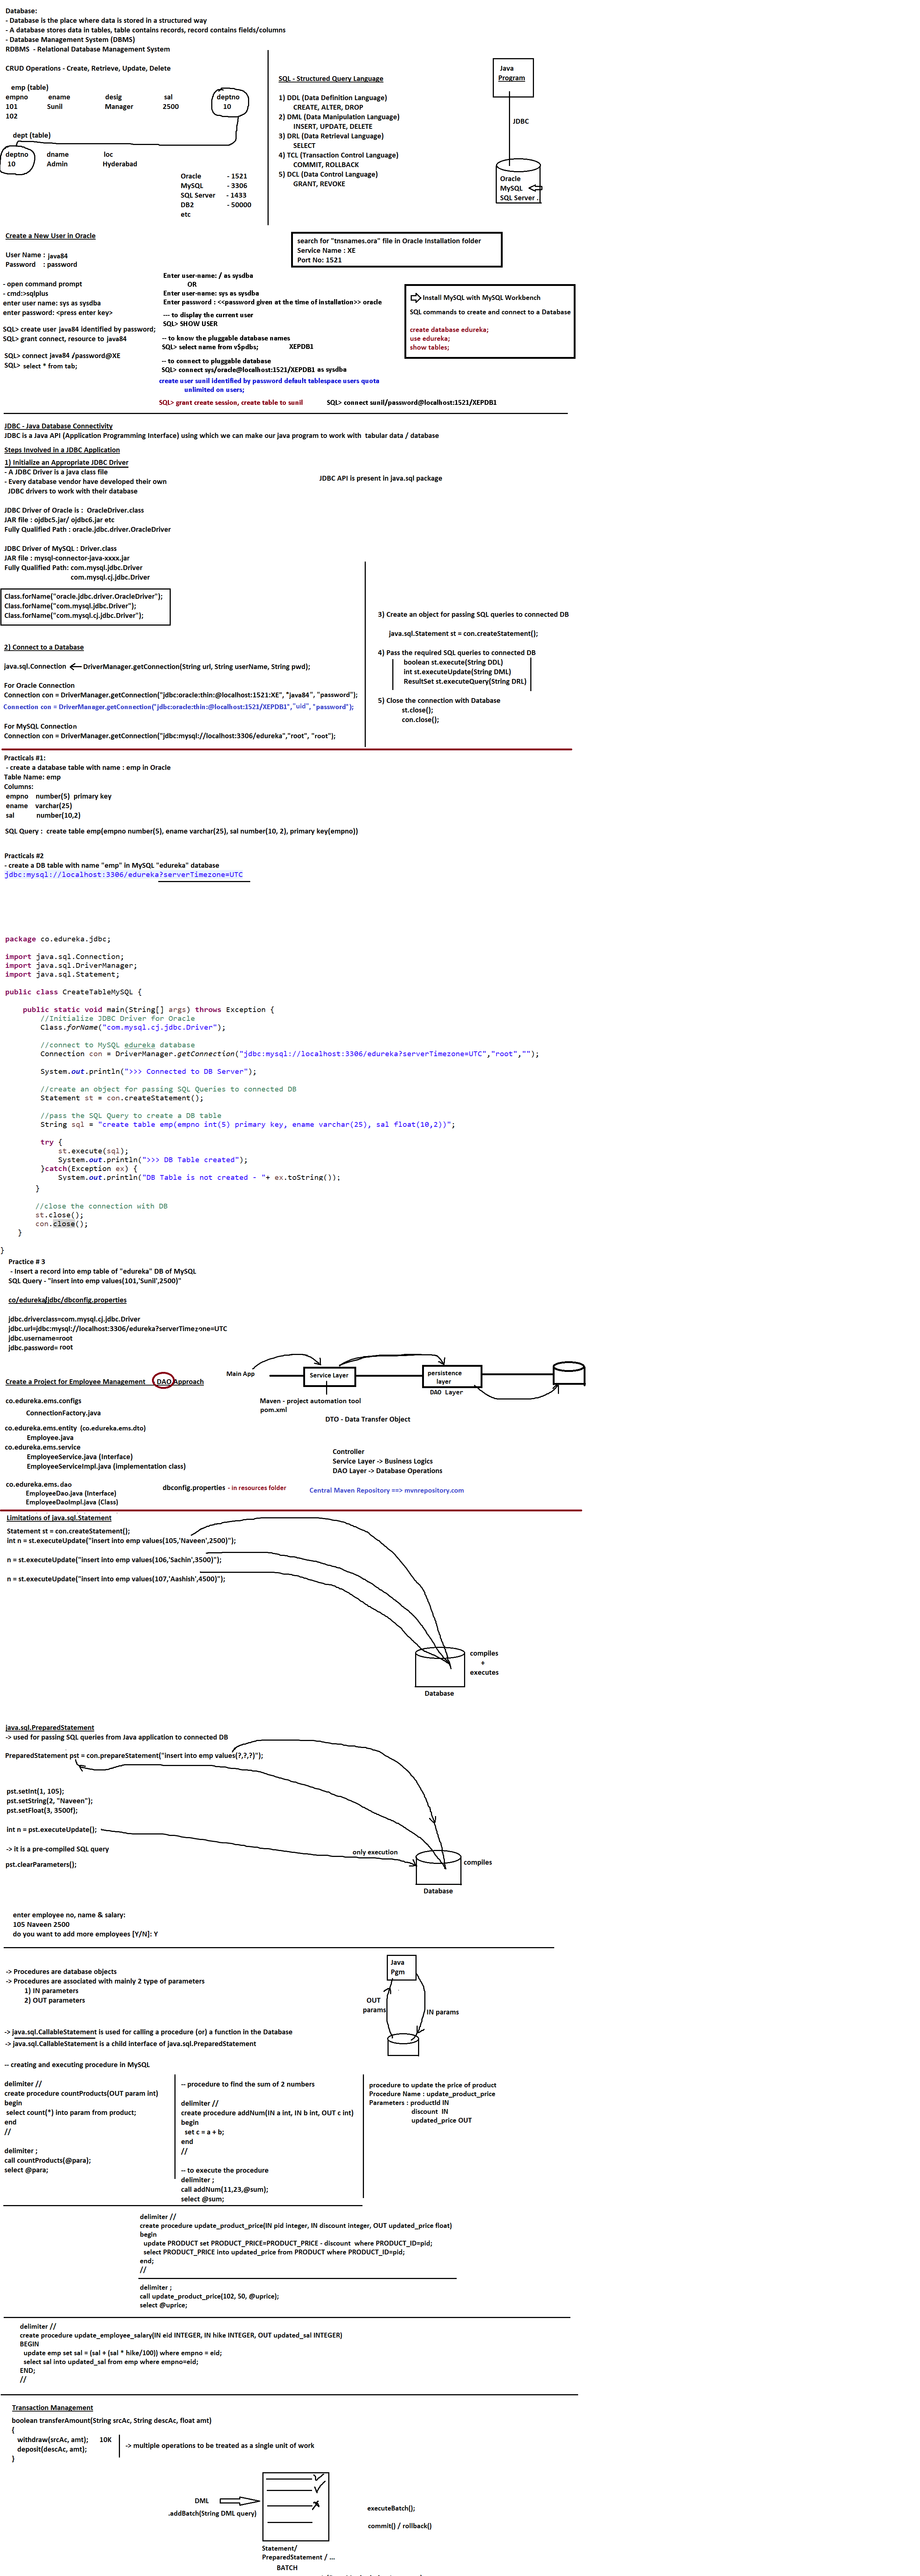 Database:
- Database is the place where data is stored in a structured way
- A database stores data in tables, table contains records, record contains fields/columns
- Database Management System (DBMS)
RDBMS - Relational Database Management System
CRUD Operations - Create, Retrieve, Update, Delete
emp (table)
empno ename desig sal deptno
101 Sunil Manager 2500 10
102
dept (table)
deptno dname loc
10 Admin Hyderabad
Oracle - 1521
MySQL - 3306
SQL Server - 1433
DB2 - 50000
etc
SQL - Structured Query Language
1) DDL (Data Definition Language)
CREATE, ALTER, DROP
2) DML (Data Manipulation Language)
INSERT, UPDATE, DELETE
3) DRL (Data Retrieval Language)
SELECT
4) TCL (Transaction Control Language)
COMMIT, ROLLBACK
5) DCL (Data Control Language)
GRANT, REVOKE
Java
Program
JDBC
Oracle
MySQL
SQL Server .
Create a New User in Oracle
User Name : java84
Password : password
- open command prompt
- cmd:>sqlplus
enter user name: sys as sysdba
enter password: <press enter key>
SQL> create user java84 identified by password;
SQL> grant connect, resource to java84
SQL> connect java84 /password@XE
SQL> select * from tab;
search for "tnsnames.ora" file in Oracle Installation folder
Service Name : XE
Port No: 1521
Enter user-name: / as sysdba
OR
Enter user-name: sys as sysdba
Enter password : <<password given at the time of installation>> oracle
--- to display the current user
SQL> SHOW USER
-- to know the pluggable database names
SQL> select name from v$pdbs; XEPDB1
-- to connect to pluggable database
SQL> connect sys/oracle@localhost:1521/XEPDB1 as sysdba
create user sunil identified by password default tablespace users quota
unlimited on users;
SQL> grant create session, create table to sunil SQL> connect sunil/password@localhost:1521/XEPDB1
Install MySQL with MySQL Workbench
SQL commands to create and connect to a Database
create database edureka;
use edureka;
show tables;
JDBC - Java Database Connectivity
JDBC is a Java API (Application Programming Interface) using which we can make our java program to work with tabular data / database
Steps Involved in a JDBC Application
1) Initialize an Appropriate JDBC Driver
- A JDBC Driver is a java class file
- Every database vendor have developed their own
JDBC drivers to work with their database
JDBC API is present in java.sql package
JDBC Driver of Oracle is : OracleDriver.class
JAR file : ojdbc5.jar/ ojdbc6.jar etc
Fully Qualified Path : oracle.jdbc.driver.OracleDriver
JDBC Driver of MySQL : Driver.class
JAR file : mysql-connector-java-xxxx.jar
Fully Qualified Path: com.mysql.jdbc.Driver
com.mysql.cj.jdbc.Driver
Class.forName("oracle.jdbc.driver.OracleDriver");
Class.forName("com.mysql.jdbc.Driver");
Class.forName("com.mysql.cj.jdbc.Driver");
2) Connect to a Database
java.sql.Connection DriverManager.getConnection(String url, String userName, String pwd);
For Oracle Connection
Connection con = DriverManager.getConnection("jdbc:oracle:thin:@localhost:1521:XE", "java84", "password");
Connection con = DriverManager.getConnection("jdbc:oracle:thin:@localhost:1521/XEPDB1","uid", "password");
For MySQL Connection
Connection con = DriverManager.getConnection("jdbc:mysql://localhost:3306/edureka","root", "root");
3) Create an object for passing SQL queries to connected DB
java.sql.Statement st = con.createStatement();
4) Pass the required SQL queries to connected DB
boolean st.execute(String DDL)
int st.executeUpdate(String DML)
ResultSet st.executeQuery(String DRL)
5) Close the connection with Database
st.close();
con.close();
Practicals #1:
- create a database table with name : emp in Oracle
Table Name: emp
Columns:
empno number(5) primary key
ename varchar(25)
sal number(10,2)
SQL Query : create table emp(empno number(5), ename varchar(25), sal number(10, 2), primary key(empno))
Practicals #2
- create a DB table with name "emp" in MySQL "edureka" database
jdbc:mysql://localhost:3306/edureka?serverTimezone=UTC
package co.edureka.jdbc;
import java.sql.Connection;
import java.sql.DriverManager;
import java.sql.Statement;
public class CreateTableMySQL {
public static void main(String[] args) throws Exception {
//Initialize JDBC Driver for Oracle
Class.forName("com.mysql.cj.jdbc.Driver");
//connect to MySQL edureka database
Connection con = DriverManager.getConnection("jdbc:mysql://localhost:3306/edureka?serverTimezone=UTC","root","");
System.out.println(">>> Connected to DB Server");
//create an object for passing SQL Queries to connected DB
Statement st = con.createStatement();
//pass the SQL Query to create a DB table
String sql = "create table emp(empno int(5) primary key, ename varchar(25), sal float(10,2))";
try {
st.execute(sql);
System.out.println(">>> DB Table created");
}catch(Exception ex) {
System.out.println("DB Table is not created - "+ ex.toString());
}
//close the connection with DB
st.close();
con.close();
}
}
Practice # 3
- Insert a record into emp table of "edureka" DB of MySQL
SQL Query - "insert into emp values(101,'Sunil',2500)"
co/edureka/jdbc/dbconfig.properties
jdbc.driverclass=com.mysql.cj.jdbc.Driver
jdbc.url=jdbc:mysql://localhost:3306/edureka?serverTimezone=UTC
jdbc.username=root
jdbc.password= root
Create a Project for Employee Management DAO Approach
Main App
Service Layer
persistence
layer
DAO Layer
Maven - project automation tool
pom.xml
DTO - Data Transfer Object
co.edureka.ems.configs
ConnectionFactory.java
co.edureka.ems.entity (co.edureka.ems.dto)
Employee.java
co.edureka.ems.service
EmployeeService.java (Interface)
EmployeeServiceImpl.java (implementation class)
co.edureka.ems.dao
EmployeeDao.java (Interface)
EmployeeDaoImpl.java (Class)
Controller
Service Layer -> Business Logics
DAO Layer -> Database Operations
dbconfig.properties - in resources folder
Central Maven Repository ==> mvnrepository.com
Limitations of java.sql.Statement
Statement st = con.createStatement();
int n = st.executeUpdate("insert into emp values(105,'Naveen',2500)");
n = st.executeUpdate("insert into emp values(106,'Sachin',3500)");
n = st.executeUpdate("insert into emp values(107,'Aashish',4500)");
compiles
+
executes
Database
java.sql.PreparedStatement
-> used for passing SQL queries from Java application to connected DB
PreparedStatement pst = con.prepareStatement("insert into emp values(?,?,?)");
pst.setInt(1, 105);
pst.setString(2, "Naveen");
pst.setFloat(3, 3500f);
int n = pst.executeUpdate();
-> it is a pre-compiled SQL query
pst.clearParameters();
only execution
compiles
Database
enter employee no, name & salary:
105 Naveen 2500
do you want to add more employees [Y/N]: Y
-> Procedures are database objects
-> Procedures are associated with mainly 2 type of parameters
1) IN parameters
2) OUT parameters
Java
Pgm
OUT
params
IN params
-> java.sql.CallableStatement is used for calling a procedure (or) a function in the Database
-> java.sql.CallableStatement is a child interface of java.sql.PreparedStatement
-- creating and executing procedure in MySQL
delimiter //
create procedure countProducts(OUT param int)
begin
select count(*) into param from product;
end
//
delimiter ;
call countProducts(@para);
select @para;
-- procedure to find the sum of 2 numbers
delimiter //
create procedure addNum(IN a int, IN b int, OUT c int)
begin
set c = a + b;
end
//
-- to execute the procedure
delimiter ;
call addNum(11,23,@sum);
select @sum;
procedure to update the price of product
Procedure Name : update_product_price
Parameters : productId IN
discount IN
updated_price OUT
delimiter //
create procedure update_product_price(IN pid integer, IN discount integer, OUT updated_price float)
begin
update PRODUCT set PRODUCT_PRICE=PRODUCT_PRICE - discount where PRODUCT_ID=pid;
select PRODUCT_PRICE into updated_price from PRODUCT where PRODUCT_ID=pid;
end;
//
delimiter ;
call update_product_price(102, 50, @uprice);
select @uprice;
delimiter //
create procedure update_employee_salary(IN eid INTEGER, IN hike INTEGER, OUT updated_sal INTEGER)
BEGIN
update emp set sal = (sal + (sal * hike/100)) where empno = eid;
select sal into updated_sal from emp where empno=eid;
END;
//
Transaction Management
boolean transferAmount(String srcAc, String descAc, float amt)
{
withdraw(srcAc, amt); 10K
deposit(descAc, amt);
}
-> multiple operations to be treated as a single unit of work
DML
.addBatch(String DML query)
executeBatch();
commit() / rollback()
Statement/
PreparedStatement / ...
BATCH